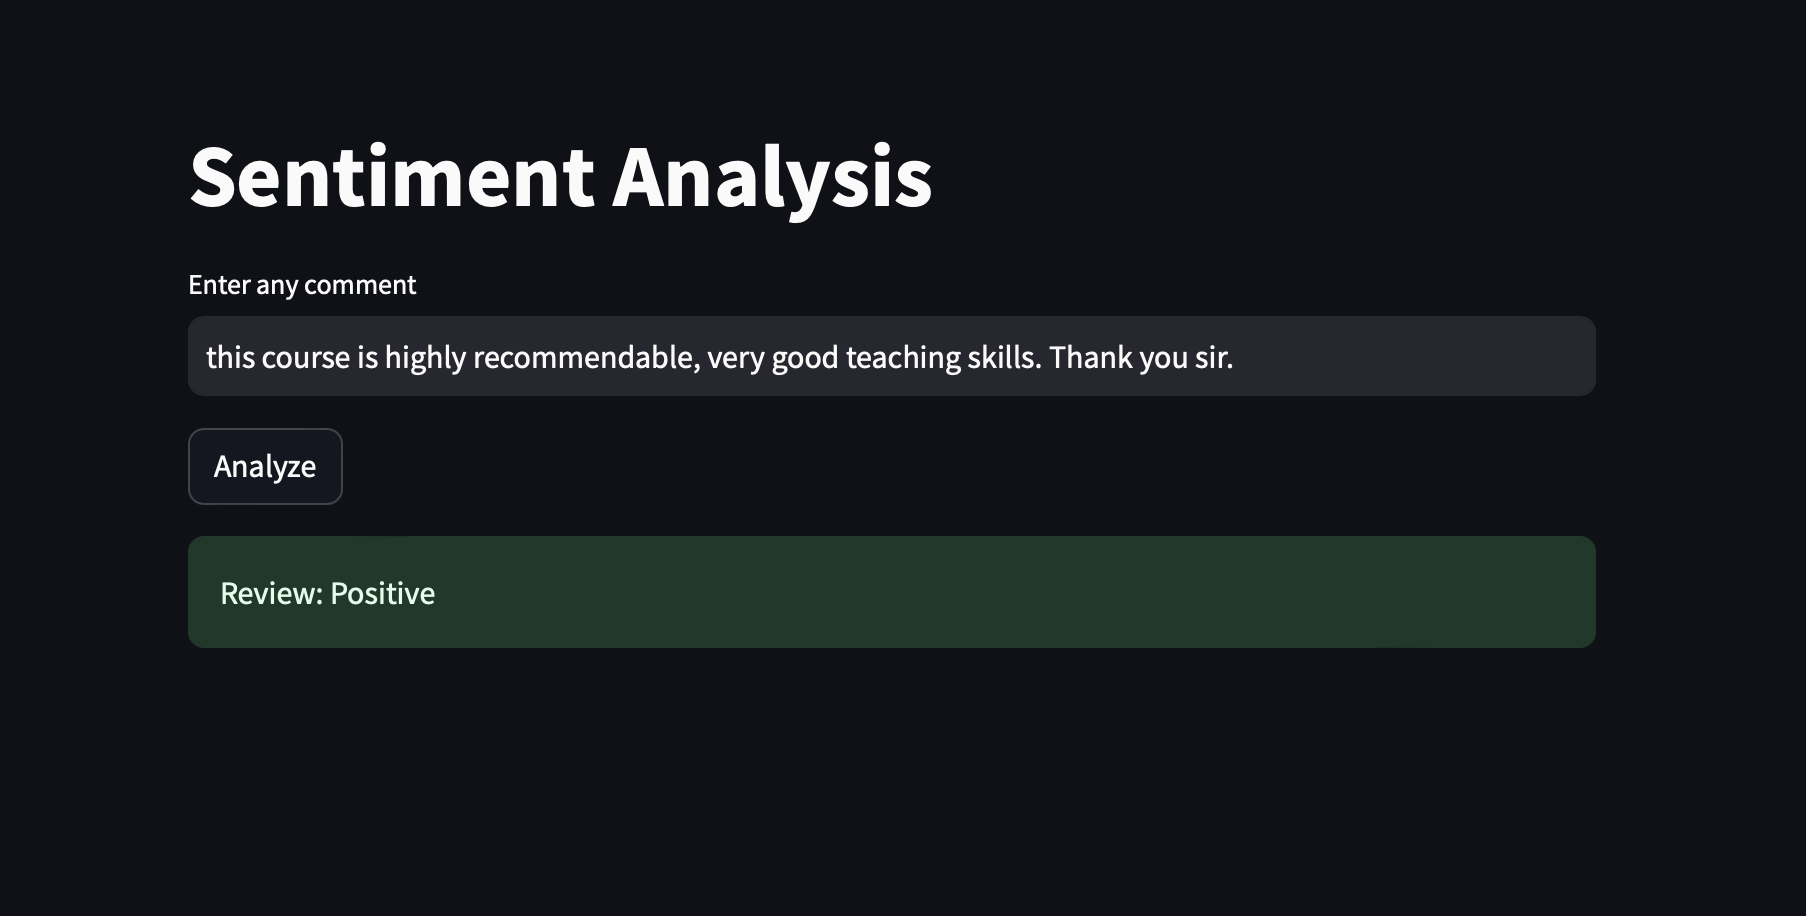 Sentiment Analysis
Enter any comment
this course is highly recommendable, very good teaching skills. Thank you sir.
Analyze
Review: Positive